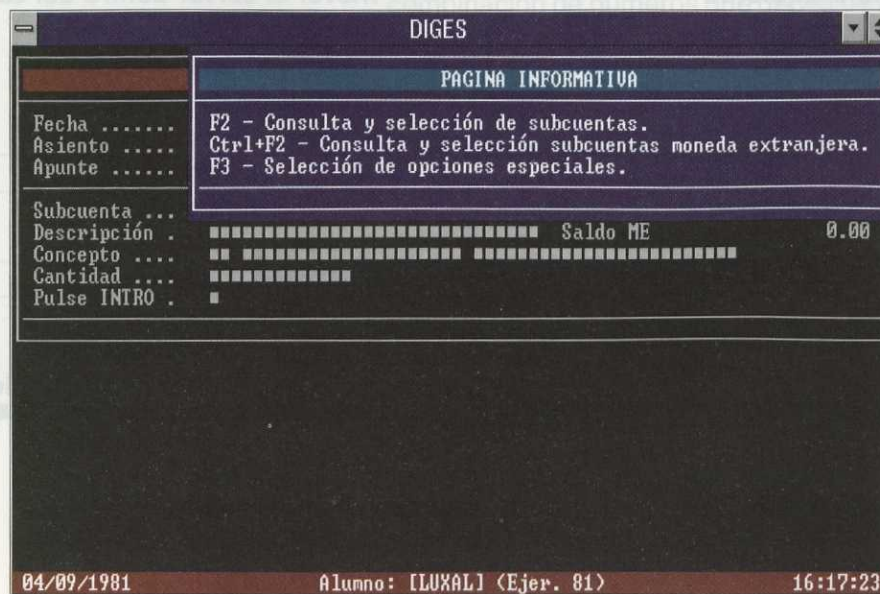 DIGES
PAGINA INFORMATIVA
F2 - Consulta y selección de subcuentas.
Ctrl+F2 - Consulta y selección subcuentas moneda extranjera.
F3 - Selección de opciones especiales.
Fecha .......
Asiento .....
Apunte ......
Subcuenta ...
Descripción . Saldo ME 0.00
Concepto ....
Cantidad ....
Pulse INTRO .
04/09/1981 Alumno: [LUXAL] (Ejer. 81) 16:17:23